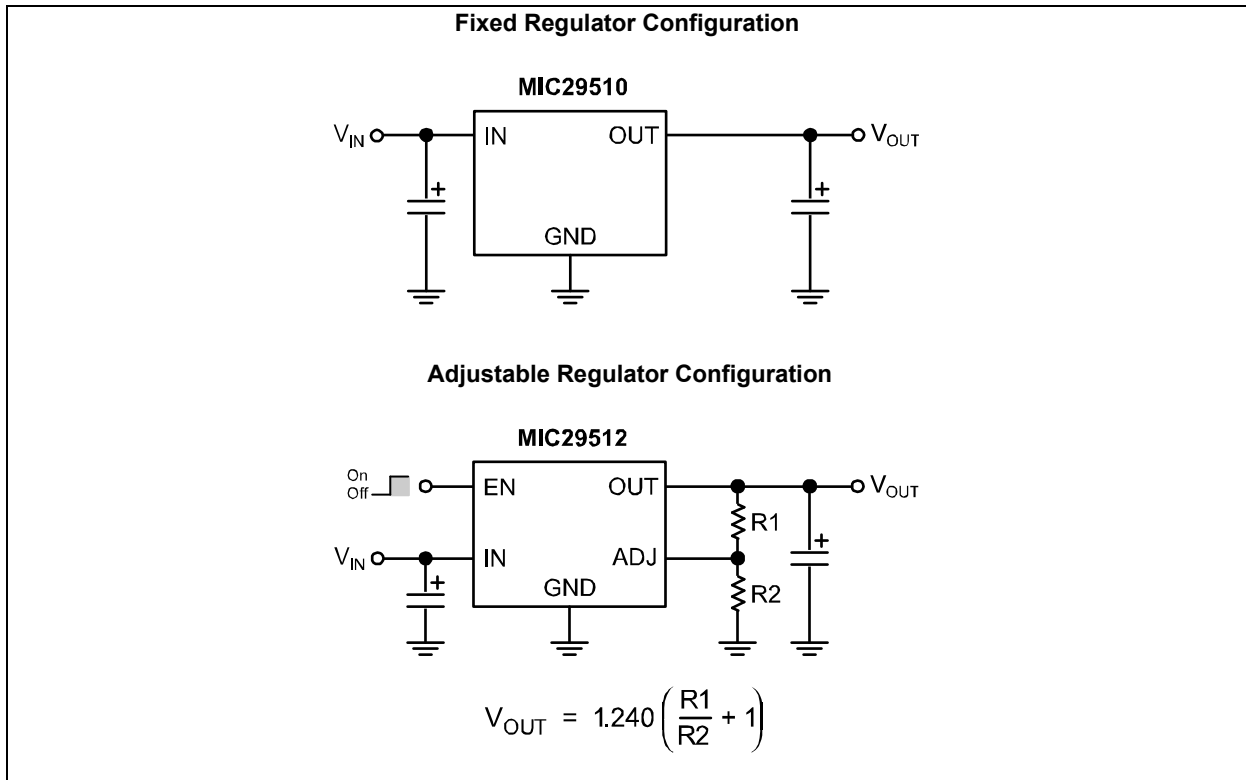 Fixed Regulator Configuration
MIC29510
V_IN IN OUT V_OUT
+ +
GND
Adjustable Regulator Configuration
MIC29512
On
Off EN OUT V_OUT
R1
+
V_IN IN ADJ
+
GND R2
V_OUT = 1.240 (R1/R2 + 1)